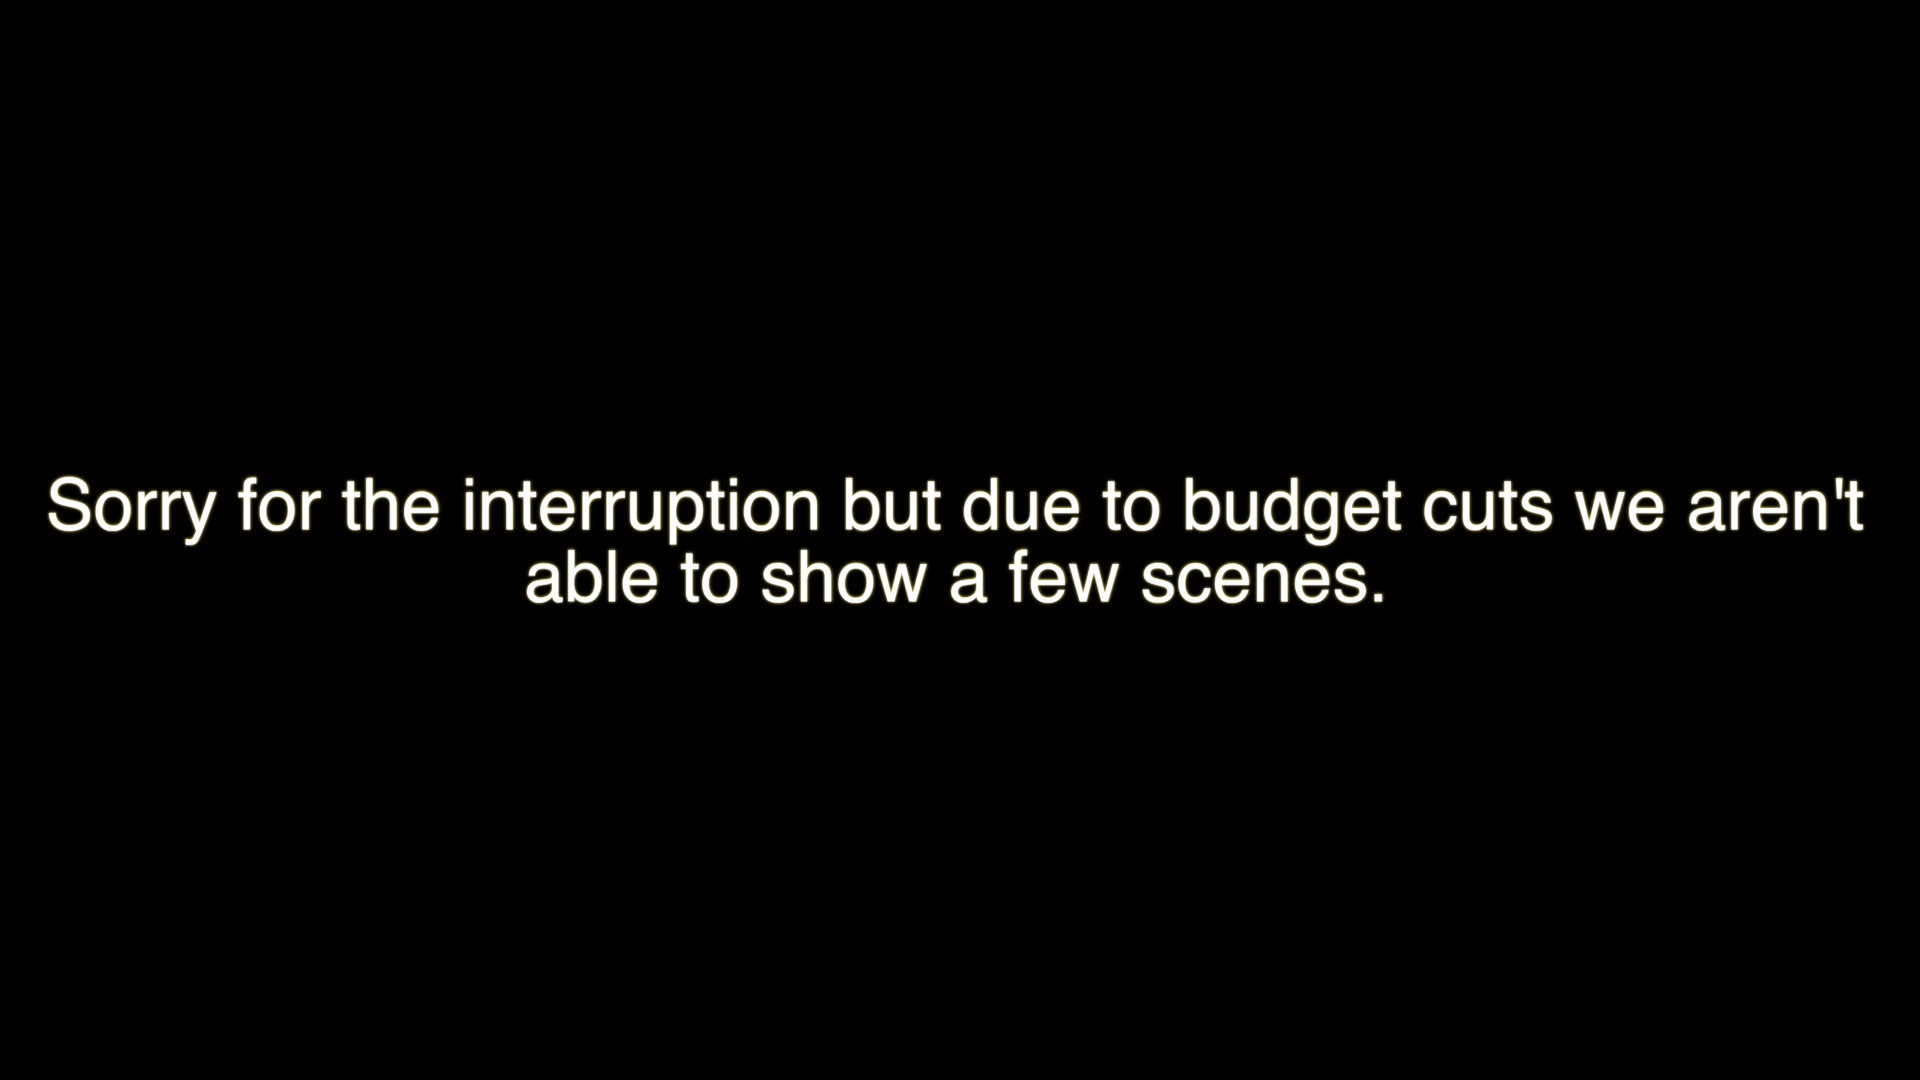 Sorry for the interruption but due to budget cuts we aren't
able to show a few scenes.